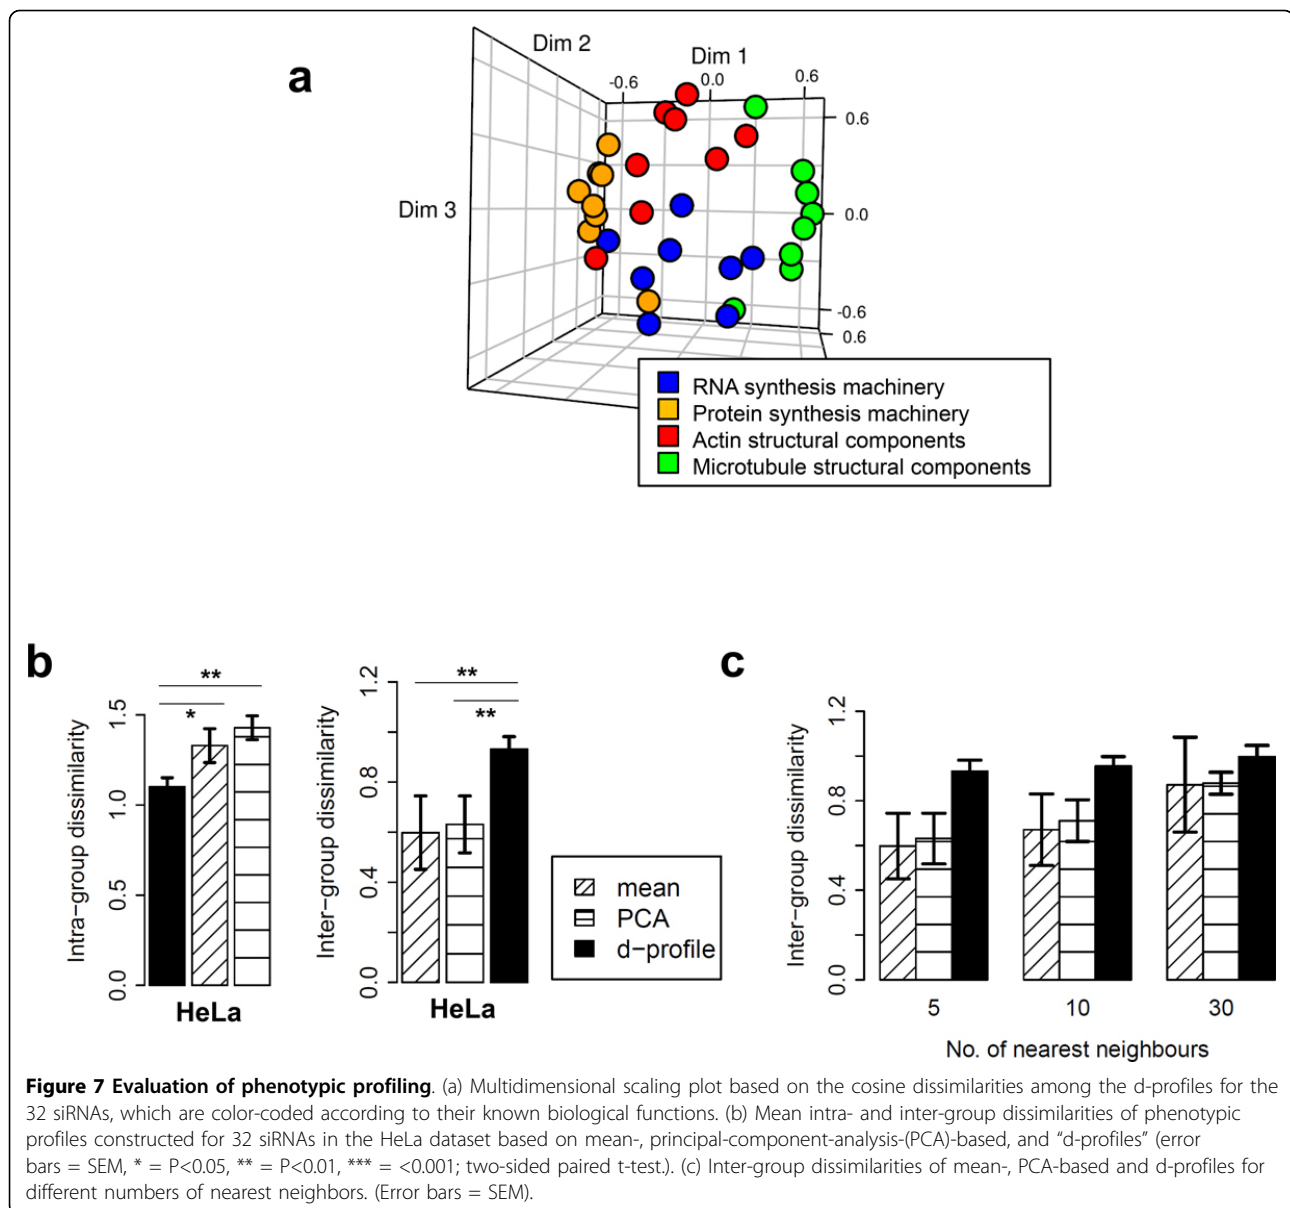 a
Dim 2
Dim 1
-0.6
0.0
0.6
0.6
Dim 3
0.0
-0.6
0.6
RNA synthesis machinery
Protein synthesis machinery
Actin structural components
Microtubule structural components
b
**
*
Intra-group dissimilarity
0.0
0.5
1.0
1.5
HeLa
**
**
Inter-group dissimilarity
0.0
0.4
0.8
1.2
HeLa
mean
PCA
d-profile
c
Inter-group dissimilarity
0.0
0.4
0.8
1.2
5
10
30
No. of nearest neighbours
Figure 7 Evaluation of phenotypic profiling. (a) Multidimensional scaling plot based on the cosine dissimilarities among the d-profiles for the
32 siRNAs, which are color-coded according to their known biological functions. (b) Mean intra- and inter-group dissimilarities of phenotypic
profiles constructed for 32 siRNAs in the HeLa dataset based on mean-, principal-component-analysis-(PCA)-based, and "d-profiles" (error
bars = SEM, * = P<0.05, ** = P<0.01, *** = <0.001; two-sided paired t-test.). (c) Inter-group dissimilarities of mean-, PCA-based and d-profiles for
different numbers of nearest neighbors. (Error bars = SEM).